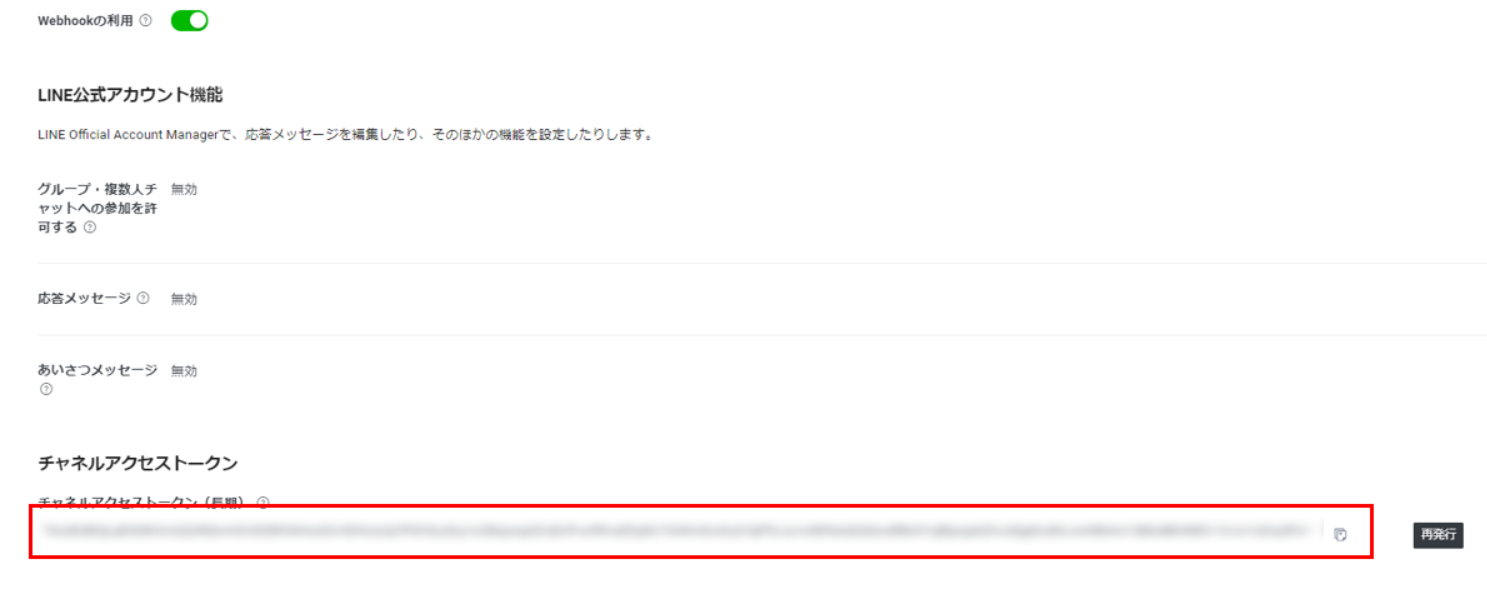 Webhookの利用
LINE公式アカウント機能
LINE Official Account Managerで、応答メッセージを編集したり、そのほかの機能を設定したりします。
グループ・複数人チ 無効
ャットへの参加を許
可する
応答メッセージ 無効
あいさつメッセージ 無効
チャネルアクセストークン
チャネルアクセストークン（長期）
再発行